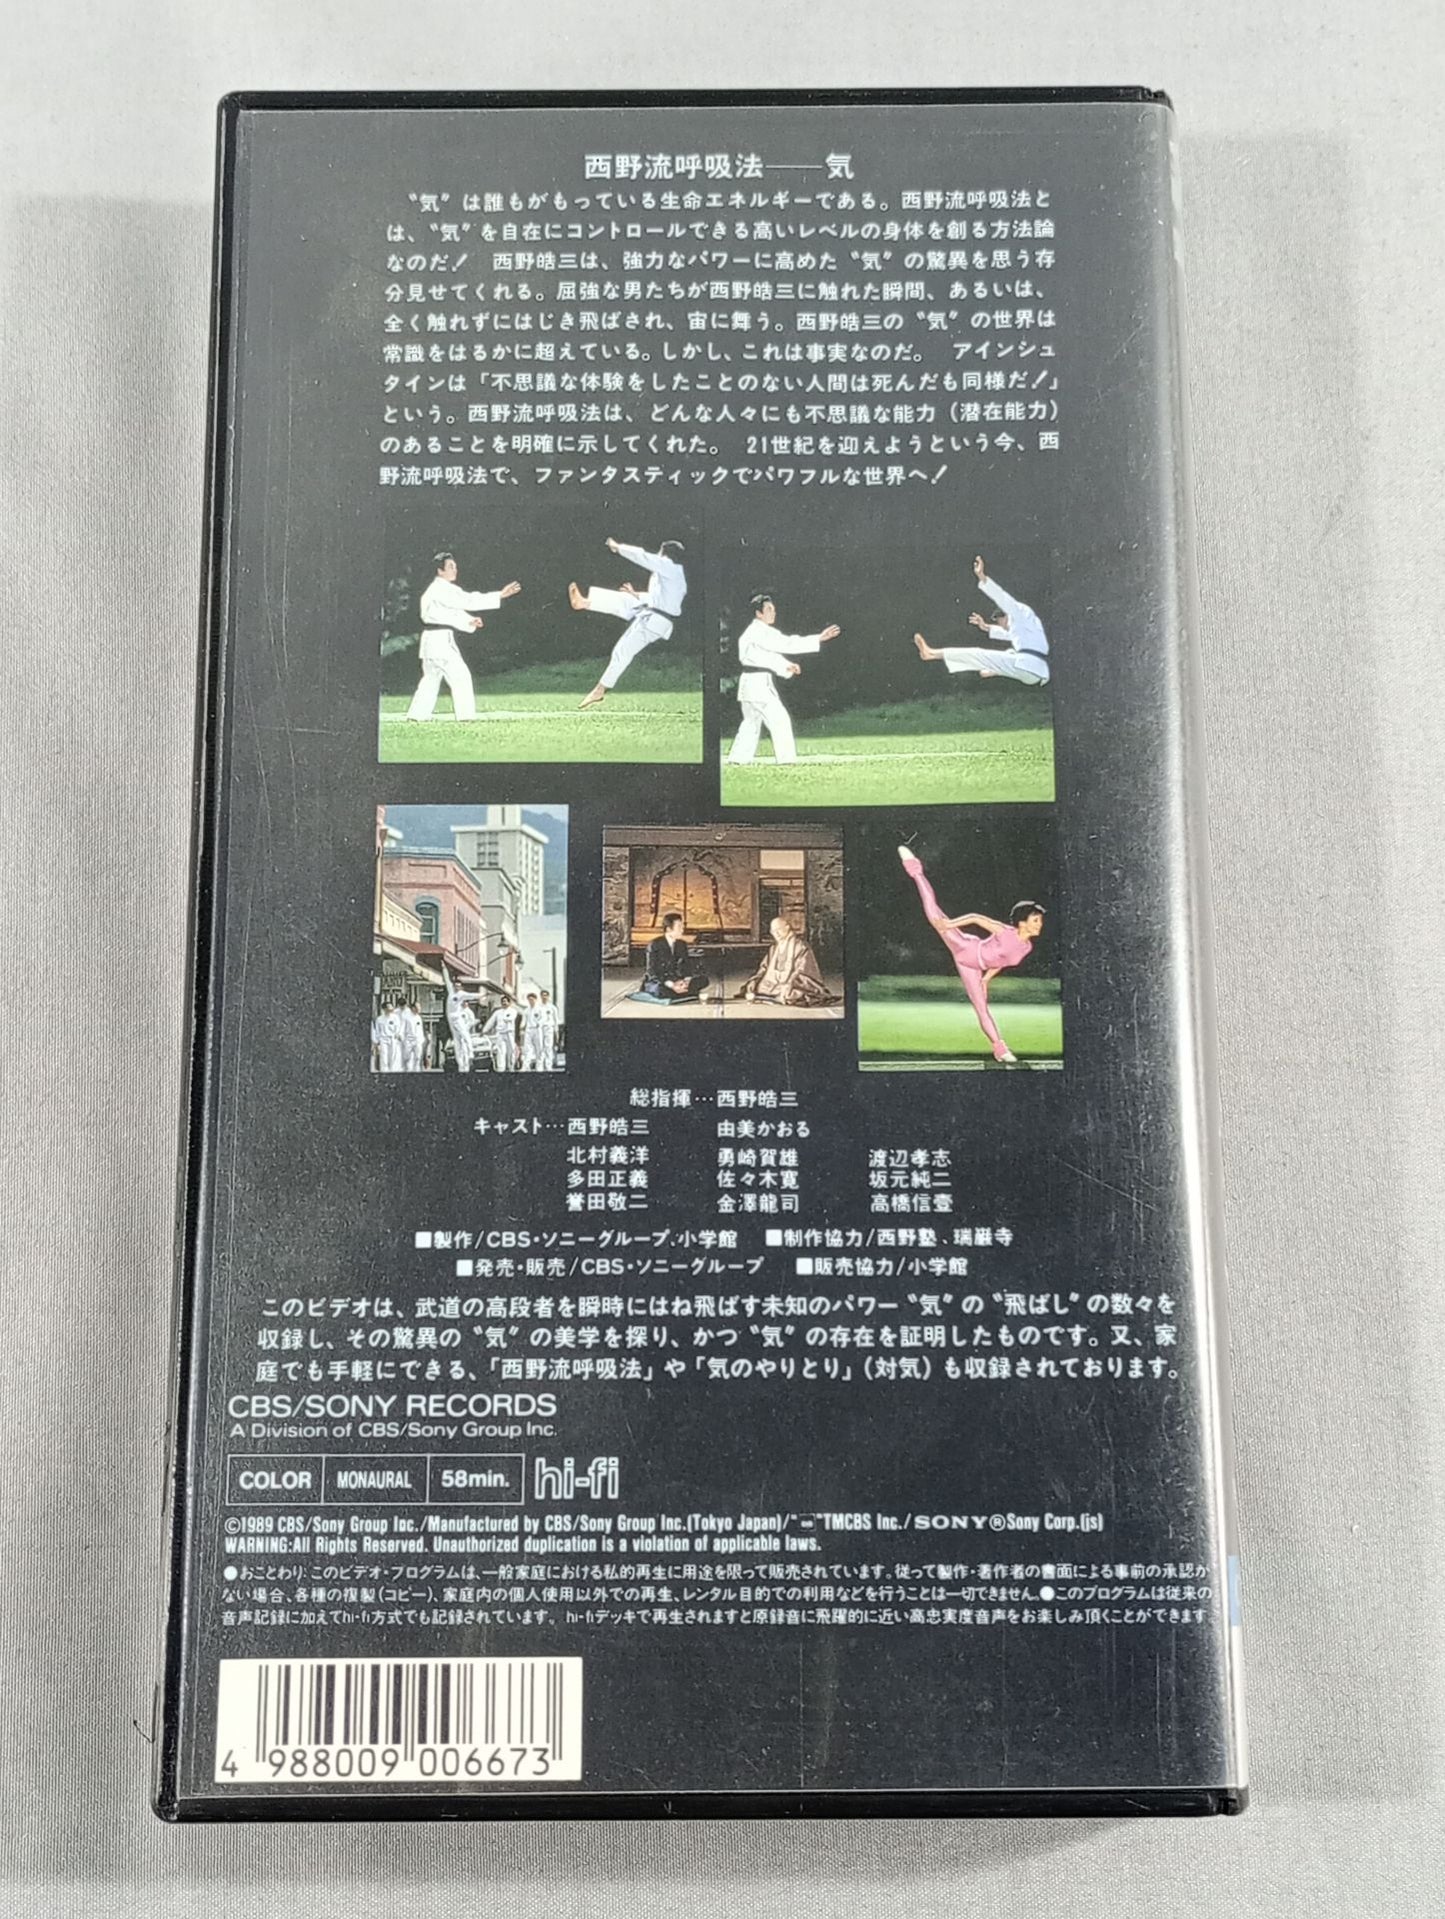 西野流呼吸法——気
〝気〟は誰もがもっている生命エネルギーである。西野流呼吸法と
は、〝気〟を自在にコントロールできる高いレベルの身体を創る方法論
なのだ！　西野皓三は、強力なパワーに高めた〝気〟の驚異を思う存
分見せてくれる。屈強な男たちが西野皓三に触れた瞬間、あるいは、
全く触れずにはじき飛ばされ、宙に舞う。西野皓三の〝気〟の世界は
常識をはるかに超えている。しかし、これは事実なのだ。　アインシュ
タインは「不思議な体験をしたことのない人間は死んだも同様だ！」
という。西野流呼吸法は、どんな人々にも不思議な能力（潜在能力）
のあることを明確に示してくれた。　21世紀を迎えようという今、西
野流呼吸法で、ファンタスティックでパワフルな世界へ！
総指揮…西野皓三
キャスト…西野皓三　由美かおる
北村義洋　勇崎賀雄　渡辺孝志
多田正義　佐々木寛　坂元純二
誉田敬二　金澤龍司　高橋信壹
■製作/CBS・ソニーグループ、小学館　■制作協力/西野塾、瑞巌寺
■発売・販売/CBS・ソニーグループ　■販売協力/小学館
このビデオは、武道の高段者を瞬時にはね飛ばす未知のパワー〝気〟の〝飛ばし〟の数々を
収録し、その驚異の〝気〟の美学を探り、かつ〝気〟の存在を証明したものです。又、家
庭でも手軽にできる、「西野流呼吸法」や「気のやりとり」（対気）も収録されております。
CBS/SONY RECORDS
A Division of CBS/Sony Group Inc.
COLOR MONAURAL 58min. hi-fi
©1989 CBS/Sony Group Inc./Manufactured by CBS/Sony Group Inc.(Tokyo Japan)/"CBS"TMCBS Inc./SONY®Sony Corp.(js)
WARNING:All Rights Reserved. Unauthorized duplication is a violation of applicable laws.
●おことわり：このビデオ・プログラムは、一般家庭における私的再生に用途を限って販売されています。従って製作・著作者の書面による事前の承認が
ない場合、各種の複製（コピー）、家庭内の個人使用以外での再生、レンタル目的での利用などを行うことは一切できません。●このプログラムは従来の
音声記録に加えてhi-fi方式でも記録されています。hi-fiデッキで再生されますと原録音に飛躍的に近い高忠実度音声をお楽しみ頂くことができます。
4 988009 006673